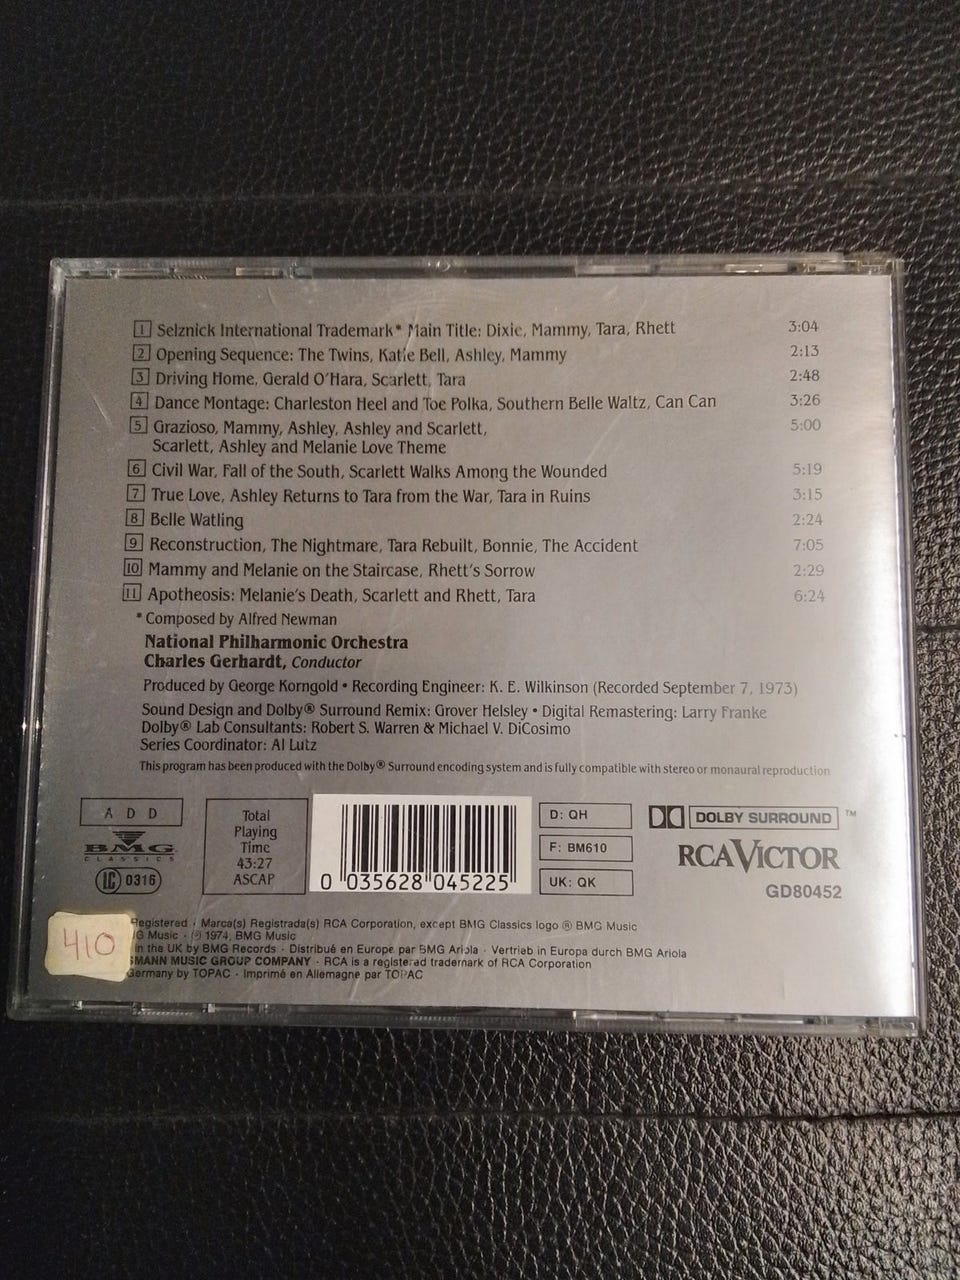 1 Selznick International Trademark* Main Title: Dixie, Mammy, Tara, Rhett 3:04
2 Opening Sequence: The Twins, Katie Bell, Ashley, Mammy 2:13
3 Driving Home, Gerald O'Hara, Scarlett, Tara 2:48
4 Dance Montage: Charleston Heel and Toe Polka, Southern Belle Waltz, Can Can 3:26
5 Grazioso, Mammy, Ashley, Ashley and Scarlett, 5:00
Scarlett, Ashley and Melanie Love Theme
6 Civil War, Fall of the South, Scarlett Walks Among the Wounded 5:19
7 True Love, Ashley Returns to Tara from the War, Tara in Ruins 3:15
8 Belle Watling 2:24
9 Reconstruction, The Nightmare, Tara Rebuilt, Bonnie, The Accident 7:05
10 Mammy and Melanie on the Staircase, Rhett's Sorrow 2:29
11 Apotheosis: Melanie's Death, Scarlett and Rhett, Tara 6:24
* Composed by Alfred Newman
National Philharmonic Orchestra
Charles Gerhardt, Conductor
Produced by George Korngold • Recording Engineer: K. E. Wilkinson (Recorded September 7, 1973)
Sound Design and Dolby® Surround Remix: Grover Helsley • Digital Remastering: Larry Franke
Dolby® Lab Consultants: Robert S. Warren & Michael V. DiCosimo
Series Coordinator: Al Lutz
This program has been produced with the Dolby® Surround encoding system and is fully compatible with stereo or monaural reproduction
A D D
BMG
CLASSICS
LC 0316
Total
Playing
Time
43:27
ASCAP
0 035628 045225
D: QH
F: BM610
UK: QK
DOLBY SURROUND ™
RCA VICTOR
GD80452
410
Registered · Marca(s) Registrada(s) RCA Corporation, except BMG Classics logo ® BMG Music
G Music · ℗ 1974, BMG Music
in the UK by BMG Records · Distribué en Europe par BMG Ariola · Vertrieb in Europa durch BMG Ariola
SMANN MUSIC GROUP COMPANY · RCA is a registered trademark of RCA Corporation
Germany by TOPAC · Imprimé en Allemagne par TOPAC